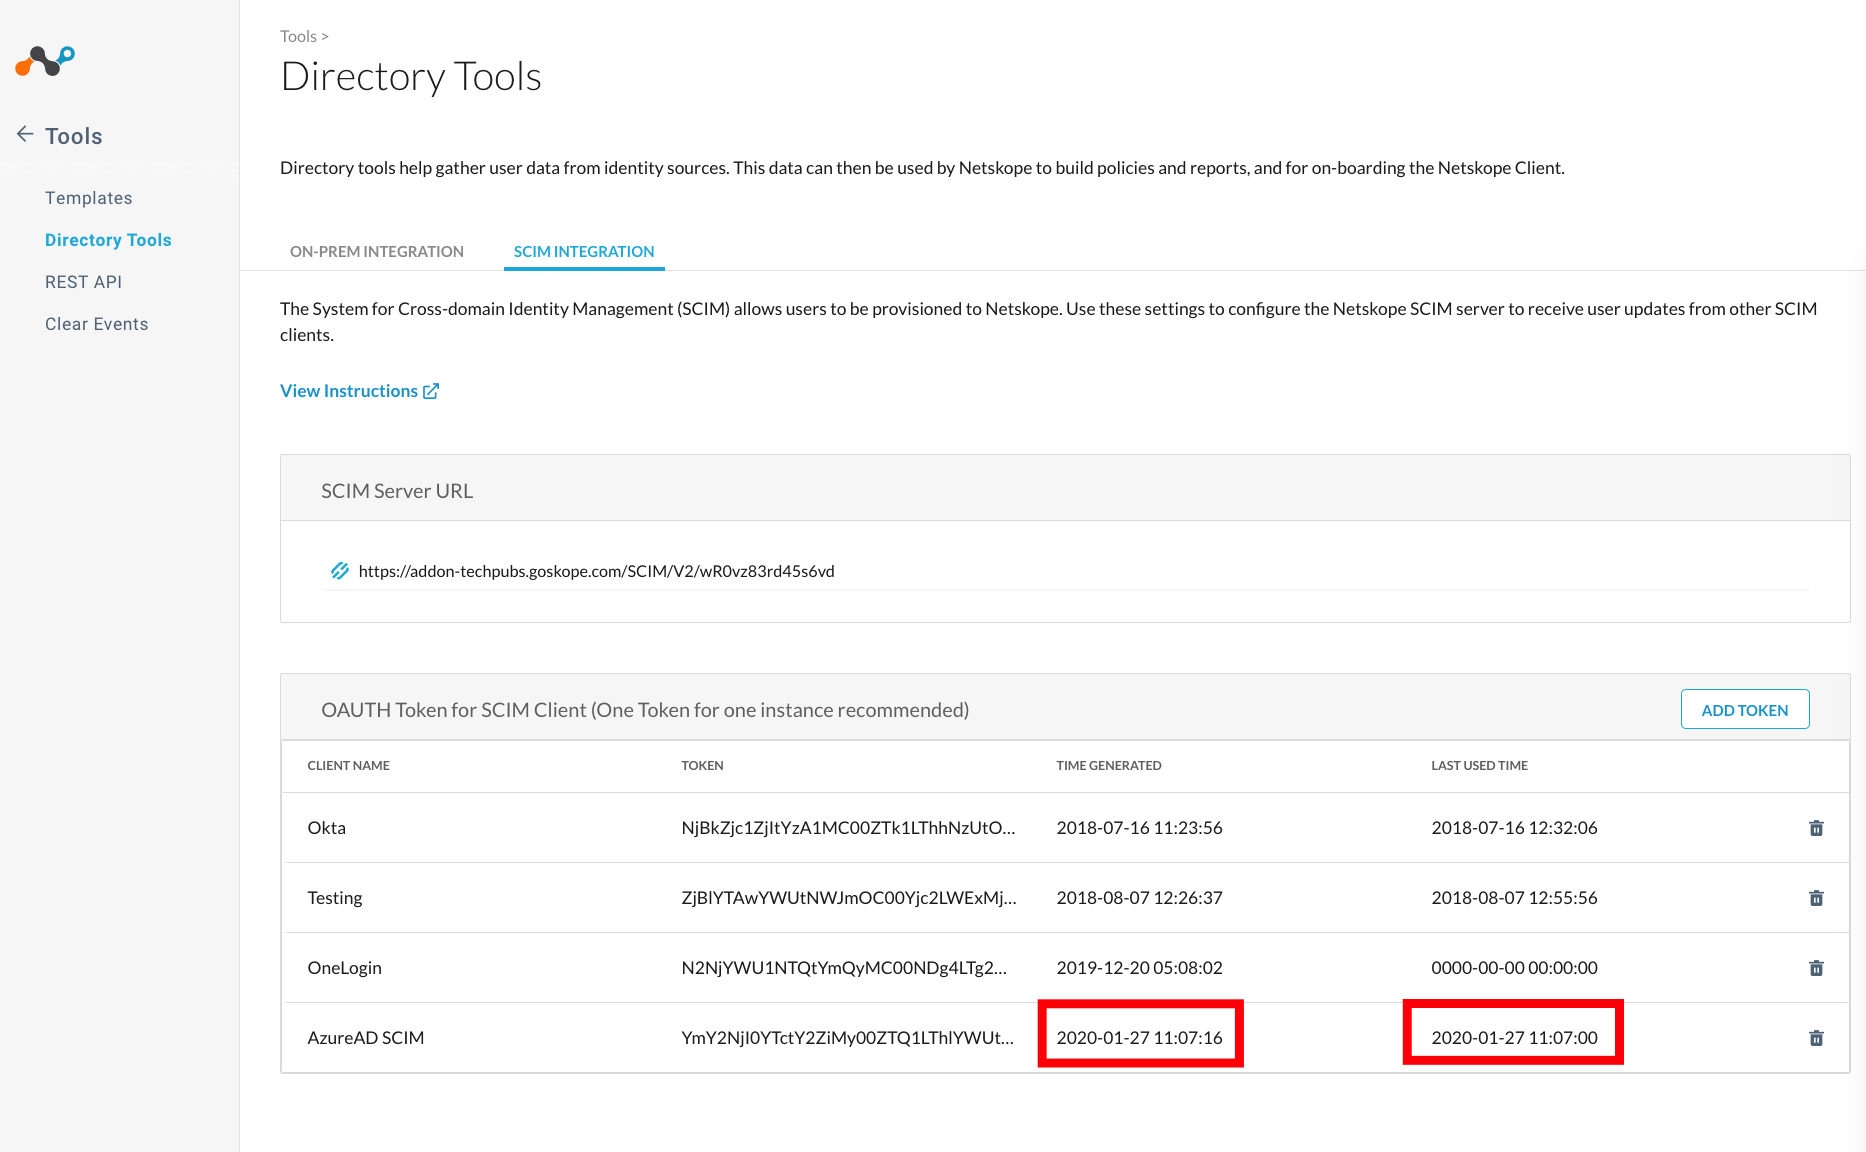 Tools >
Directory Tools
Tools
Templates
Directory Tools
REST API
Clear Events
Directory tools help gather user data from identity sources. This data can then be used by Netskope to build policies and reports, and for on-boarding the Netskope Client.
ON-PREM INTEGRATION SCIM INTEGRATION
The System for Cross-domain Identity Management (SCIM) allows users to be provisioned to Netskope. Use these settings to configure the Netskope SCIM server to receive user updates from other SCIM
clients.
View Instructions
SCIM Server URL
https://addon-techpubs.goskope.com/SCIM/V2/wR0vz83rd45s6vd
OAUTH Token for SCIM Client (One Token for one instance recommended) ADD TOKEN
CLIENT NAME TOKEN TIME GENERATED LAST USED TIME
Okta NjBkZjc1ZjItYzA1MC00ZTk1LThhNzUtO... 2018-07-16 11:23:56 2018-07-16 12:32:06
Testing ZjBlYTAwYWUtNWJmOC00Yjc2LWExMj... 2018-08-07 12:26:37 2018-08-07 12:55:56
OneLogin N2NjYWU1NTQtYmQyMC00NDg4LTg2... 2019-12-20 05:08:02 0000-00-00 00:00:00
AzureAD SCIM YmY2NjI0YTctY2ZiMy00ZTQ1LThlYWUt... 2020-01-27 11:07:16 2020-01-27 11:07:00